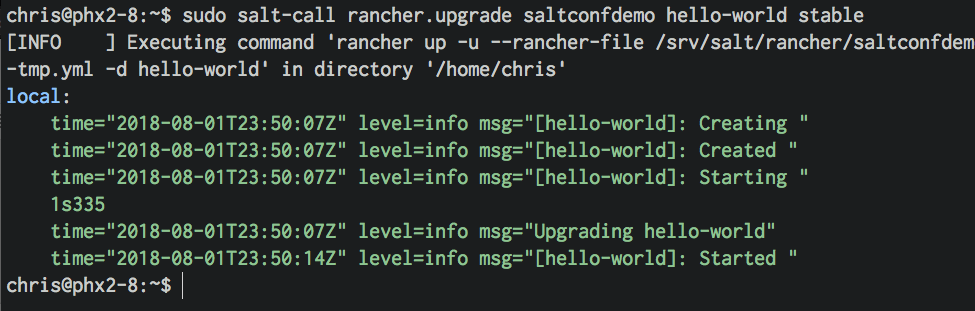 chris@phx2-8:~$ sudo salt-call rancher.upgrade saltconfdemo hello-world stable
[INFO    ] Executing command 'rancher up -u --rancher-file /srv/salt/rancher/saltconfdem
-tmp.yml -d hello-world' in directory '/home/chris'
local:
    time="2018-08-01T23:50:07Z" level=info msg="[hello-world]: Creating "
    time="2018-08-01T23:50:07Z" level=info msg="[hello-world]: Created "
    time="2018-08-01T23:50:07Z" level=info msg="[hello-world]: Starting "
    1s335
    time="2018-08-01T23:50:07Z" level=info msg="Upgrading hello-world"
    time="2018-08-01T23:50:14Z" level=info msg="[hello-world]: Started "
chris@phx2-8:~$